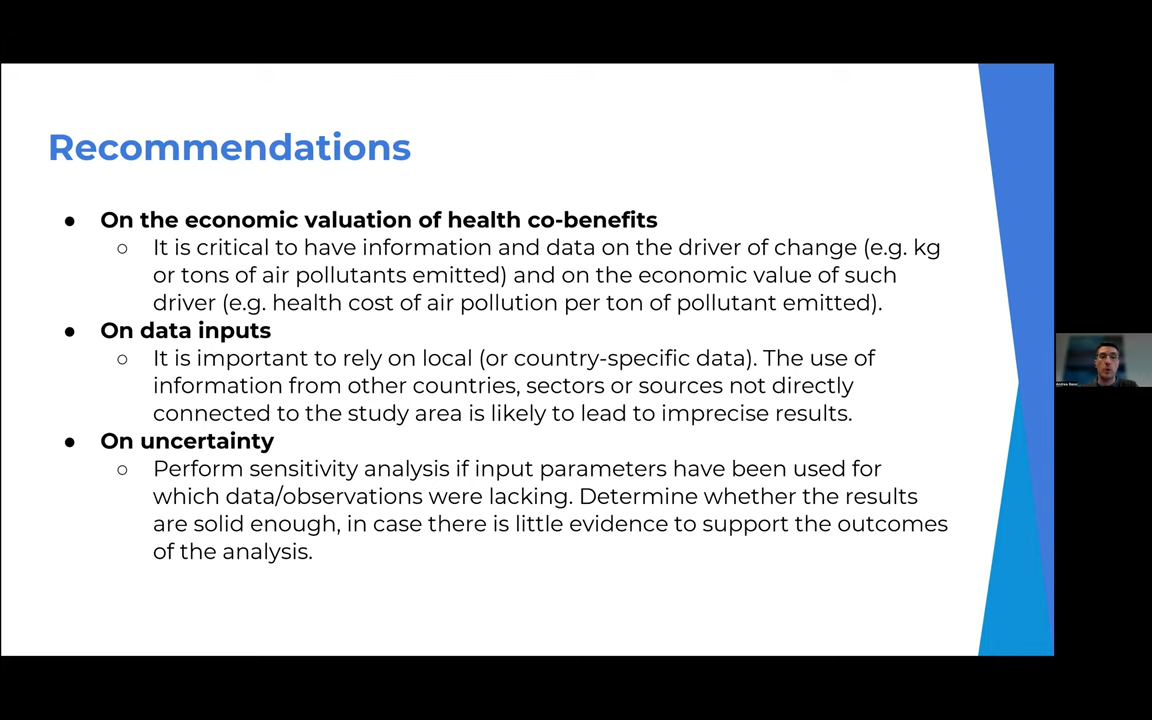 Recommendations
● On the economic valuation of health co-benefits
○ It is critical to have information and data on the driver of change (e.g. kg
or tons of air pollutants emitted) and on the economic value of such
driver (e.g. health cost of air pollution per ton of pollutant emitted).
● On data inputs
○ It is important to rely on local (or country-specific data). The use of
information from other countries, sectors or sources not directly
connected to the study area is likely to lead to imprecise results.
● On uncertainty
○ Perform sensitivity analysis if input parameters have been used for
which data/observations were lacking. Determine whether the results
are solid enough, in case there is little evidence to support the outcomes
of the analysis.